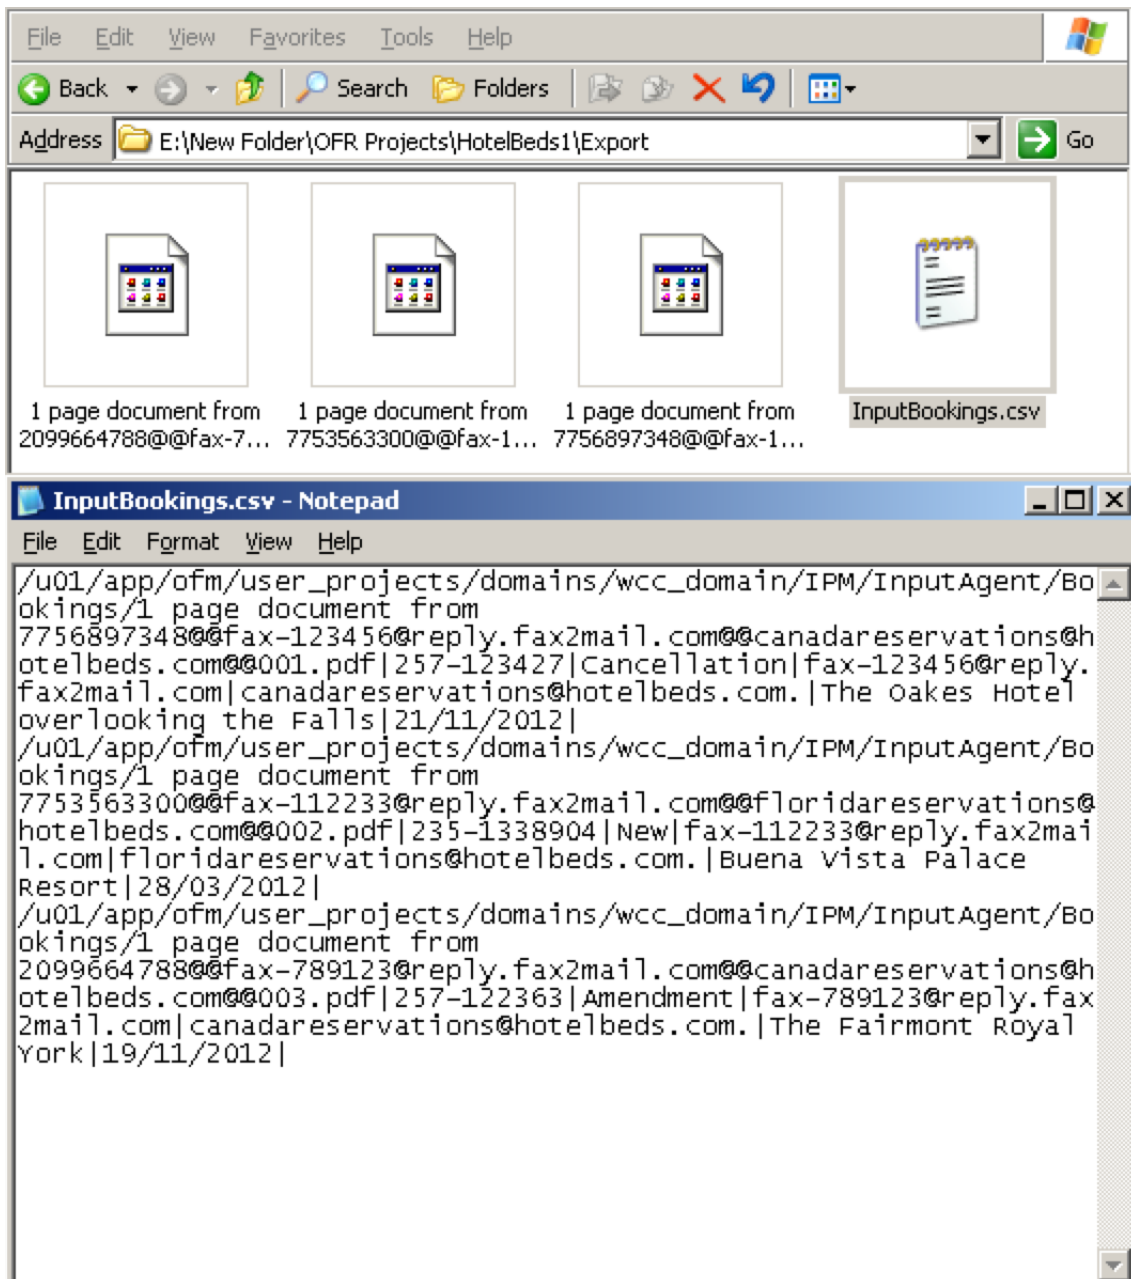 File Edit View Favorites Tools Help
Back Search Folders
Address E:\New Folder\OFR Projects\HotelBeds1\Export Go
1 page document from 2099664788@@fax-7...
1 page document from 7753563300@@fax-1...
1 page document from 7756897348@@fax-1...
InputBookings.csv
InputBookings.csv - Notepad
File Edit Format View Help
/u01/app/ofm/user_projects/domains/wcc_domain/IPM/InputAgent/Bo
okings/1 page document from
7756897348@@fax-123456@reply.fax2mail.com@@canadareservations@h
otelbeds.com@@001.pdf|257-123427|Cancellation|fax-123456@reply.
fax2mail.com|canadareservations@hotelbeds.com.|The Oakes Hotel
overlooking the Falls|21/11/2012|
/u01/app/ofm/user_projects/domains/wcc_domain/IPM/InputAgent/Bo
okings/1 page document from
7753563300@@fax-112233@reply.fax2mail.com@@floridareservations@
hotelbeds.com@@002.pdf|235-1338904|New|fax-112233@reply.fax2mai
l.com|floridareservations@hotelbeds.com.|Buena Vista Palace
Resort|28/03/2012|
/u01/app/ofm/user_projects/domains/wcc_domain/IPM/InputAgent/Bo
okings/1 page document from
2099664788@@fax-789123@reply.fax2mail.com@@canadareservations@h
otelbeds.com@@003.pdf|257-122363|Amendment|fax-789123@reply.fax
2mail.com|canadareservations@hotelbeds.com.|The Fairmont Royal
York|19/11/2012|